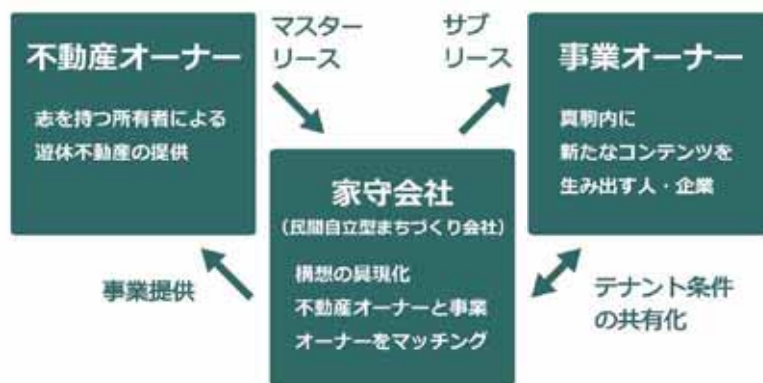 不動産オーナー
志を持つ所有者による
遊休不動産の提供
マスター
リース
サブ
リース
事業オーナー
真駒内に
新たなコンテンツを
生み出す人・企業
家守会社
（民間自立型まちづくり会社）
構想の具現化
不動産オーナーと事業
オーナーをマッチング
事業提供
テナント条件
の共有化